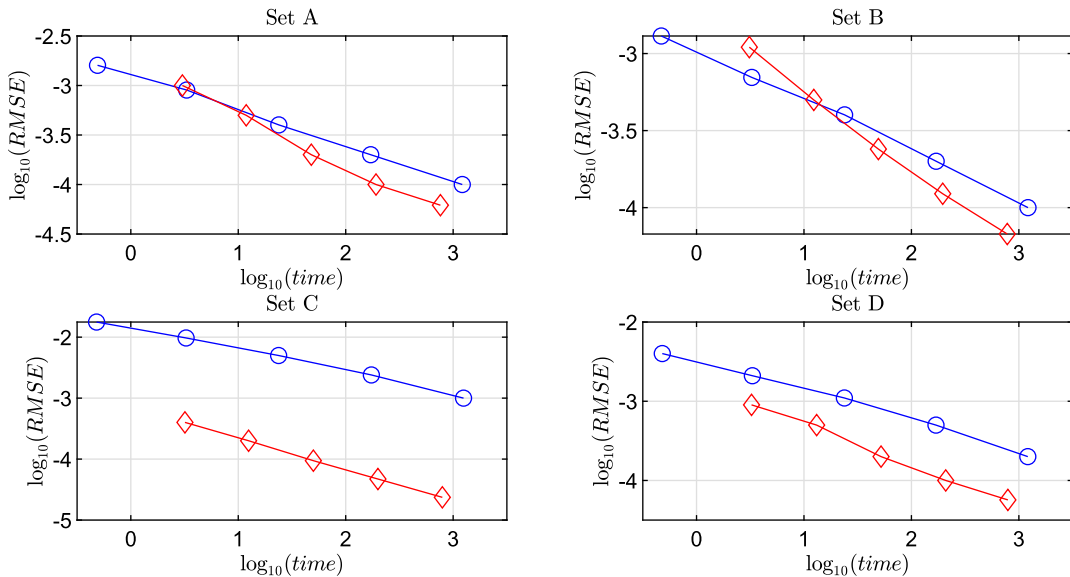 Set A
-2.5
-3
-3.5
-4
-4.5
log10(RMSE)
0 1 2 3
log10(time)
Set B
-3
-3.5
-4
log10(RMSE)
0 1 2 3
log10(time)
Set C
-2
-3
-4
-5
log10(RMSE)
0 1 2 3
log10(time)
Set D
-2
-3
-4
log10(RMSE)
0 1 2 3
log10(time)